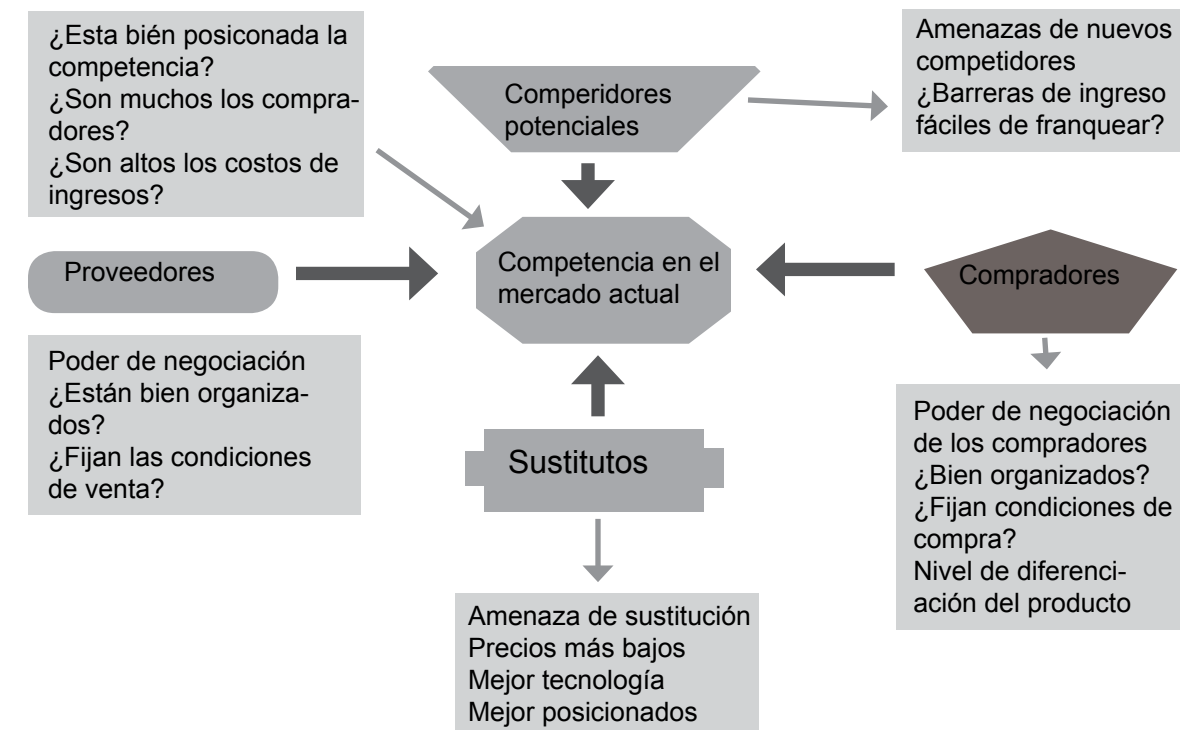 ¿Esta bién posiconada la
competencia?
¿Son muchos los compra-
dores?
¿Son altos los costos de
ingresos?
Comperidores
potenciales
Amenazas de nuevos
competidores
¿Barreras de ingreso
fáciles de franquear?
Proveedores
Competencia en el
mercado actual
Compradores
Poder de negociación
¿Están bien organiza-
dos?
¿Fijan las condiciones
de venta?
Sustitutos
Poder de negociación
de los compradores
¿Bien organizados?
¿Fijan condiciones de
compra?
Nivel de diferenci-
ación del producto
Amenaza de sustitución
Precios más bajos
Mejor tecnología
Mejor posicionados